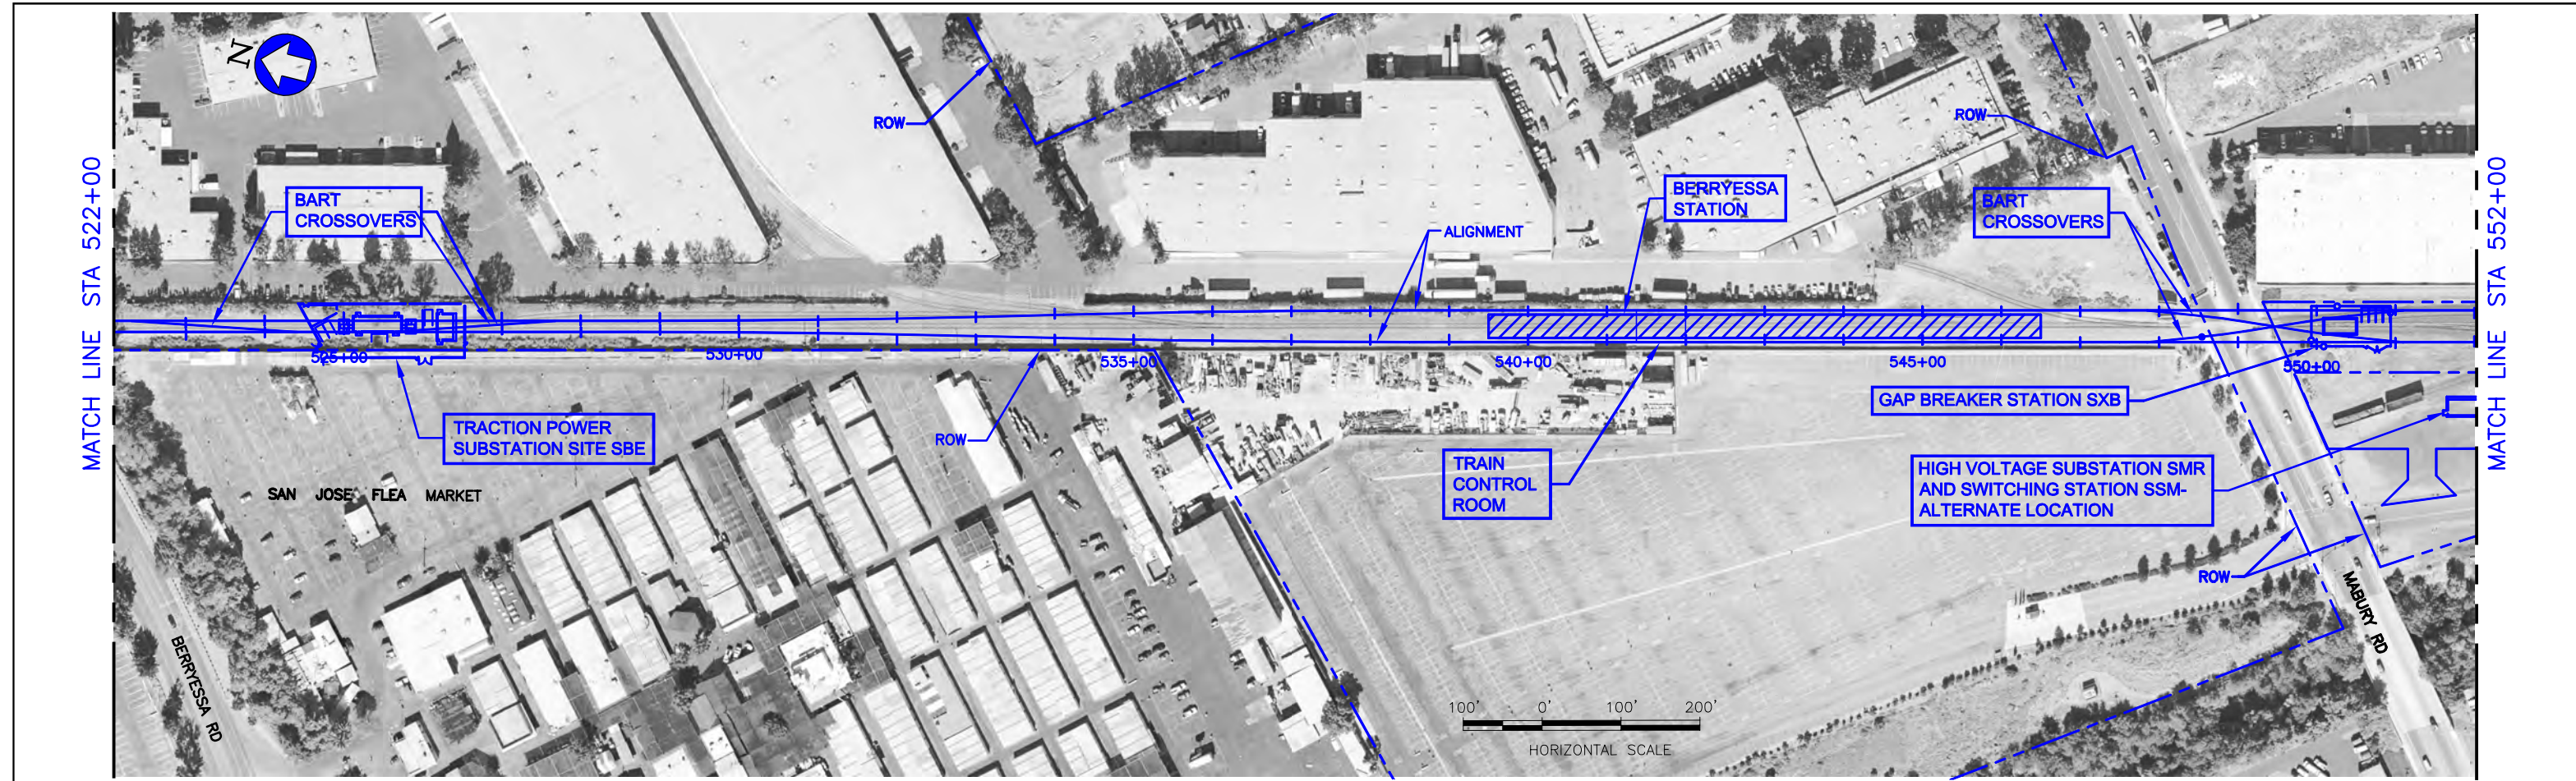 N
ROW
ROW
MATCH LINE STA 522+00
MATCH LINE STA 552+00
BART
CROSSOVERS
BERRYESSA
STATION
BART
CROSSOVERS
ALIGNMENT
525+00
530+00
535+00
540+00
545+00
550+00
GAP BREAKER STATION SXB
TRACTION POWER
SUBSTATION SITE SBE
ROW
TRAIN
CONTROL
ROOM
HIGH VOLTAGE SUBSTATION SMR
AND SWITCHING STATION SSM-
ALTERNATE LOCATION
SAN JOSE FLEA MARKET
ROW
BERRYESSA RD
MABURY RD
100' 0' 100' 200'
HORIZONTAL SCALE